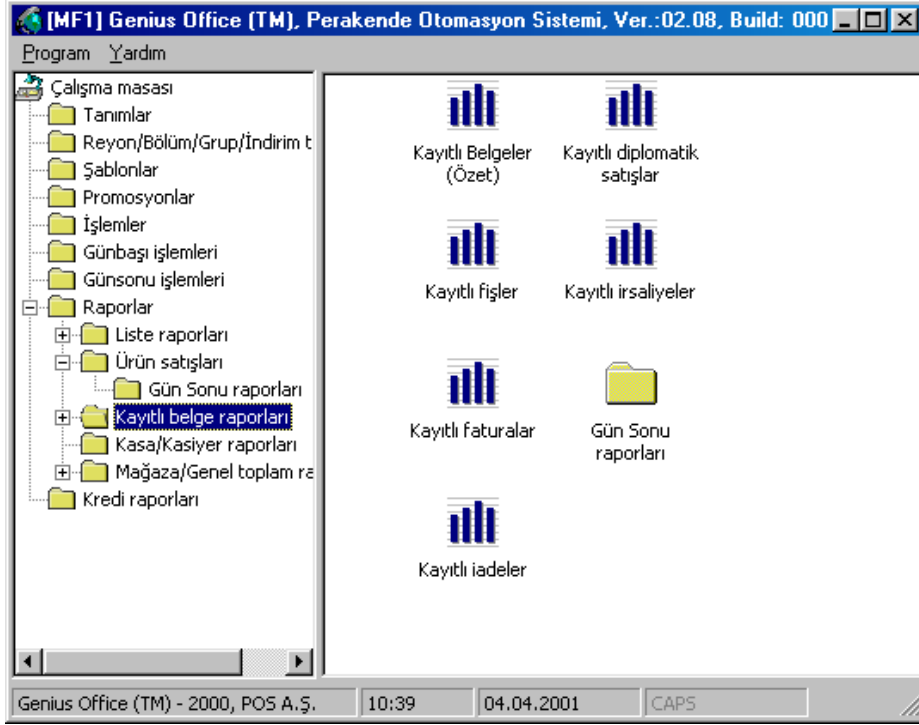 [MF1] Genius Office (TM), Perakende Otomasyon Sistemi, Ver.:02.08, Build: 000
Program Yardım
Çalışma masası
Tanımlar
Reyon/Bölüm/Grup/İndirim t
Şablonlar
Promosyonlar
İşlemler
Günbaşı işlemleri
Günsonu işlemleri
Raporlar
Liste raporları
Ürün satışları
Gün Sonu raporları
Kayıtlı belge raporları
Kasa/Kasiyer raporları
Mağaza/Genel toplam ra
Kredi raporları
Kayıtlı Belgeler
(Özet)
Kayıtlı diplomatik
satışlar
Kayıtlı fişler
Kayıtlı irsaliyeler
Kayıtlı faturalar
Gün Sonu
raporları
Kayıtlı iadeler
Genius Office (TM) - 2000, POS A.Ş. 10:39 04.04.2001 CAPS